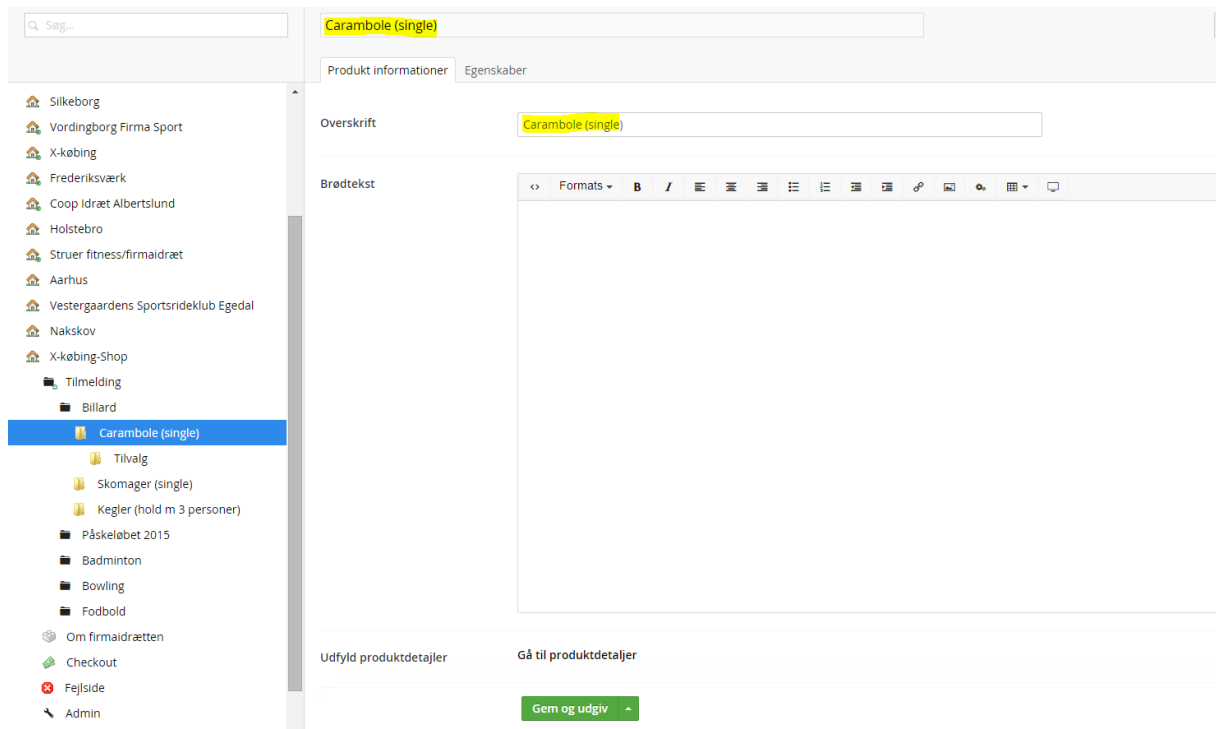 Søg...
Carambole (single)
Produkt informationer
Egenskaber
Silkeborg
Vordingborg Firma Sport
X-købing
Frederiksværk
Coop Idræt Albertslund
Holstebro
Struer fitness/firmaidræt
Aarhus
Vestergaardens Sportsrideklub Egedal
Nakskov
X-købing-Shop
Tilmelding
Billard
Carambole (single)
Tilvalg
Skomager (single)
Kegler (hold m 3 personer)
Påskeløbet 2015
Badminton
Bowling
Fodbold
Om firmaidrætten
Checkout
Fejlside
Admin
Overskrift
Carambole (single)
Brødtekst
Formats
B
I
Udfyld produktdetajler
Gå til produktdetaljer
Gem og udgiv